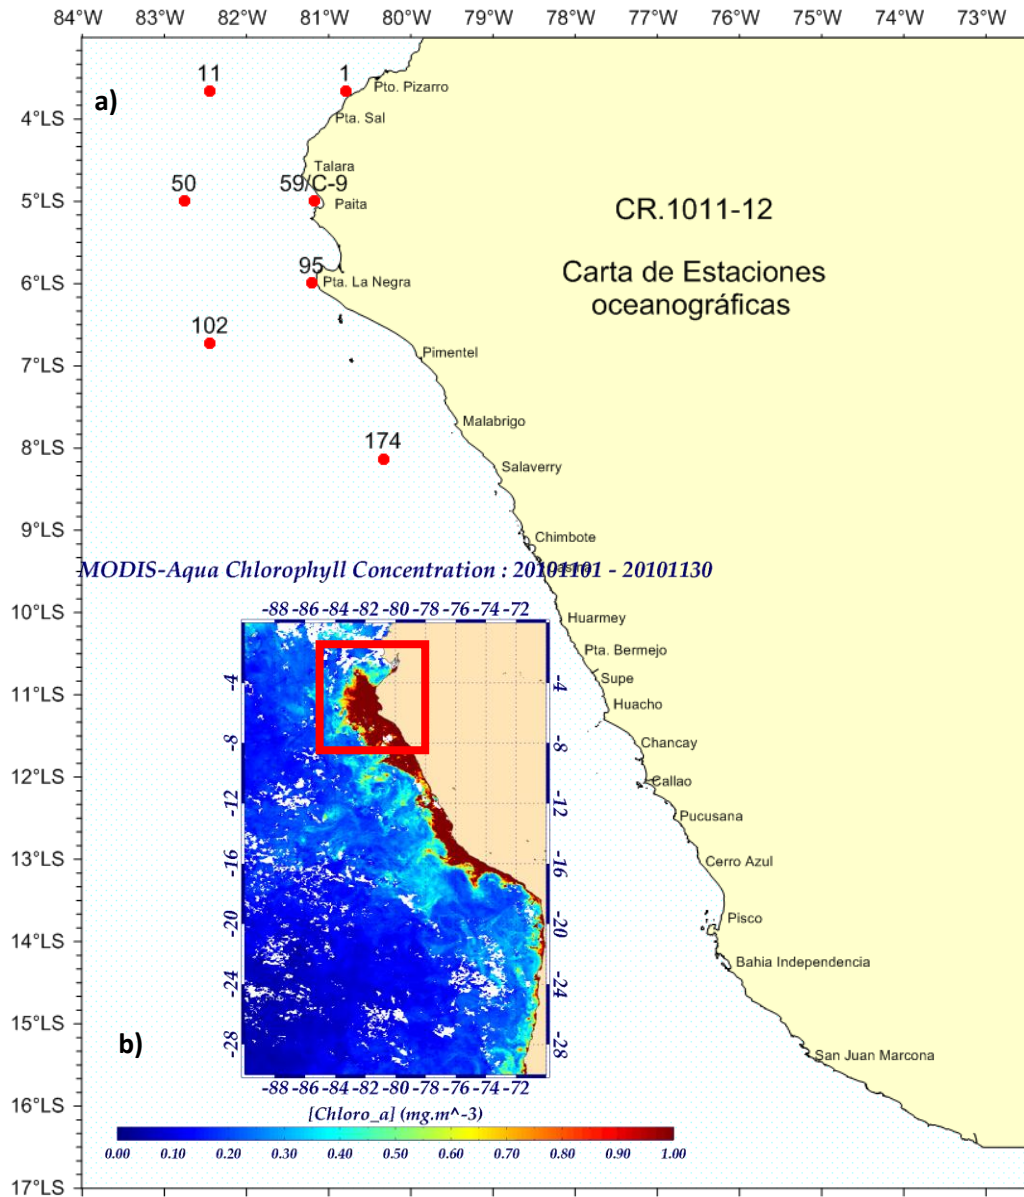 84°W 83°W 82°W 81°W 80°W 79°W 78°W 77°W 76°W 75°W 74°W 73°W
a)
11
1
Pto. Pizarro
4°LS
Pta. Sal
Talara
50
59/C-9
5°LS
Paita
CR.1011-12
95
Carta de Estaciones
oceanográficas
6°LS
Pta. La Negra
102
7°LS
Pimentel
Malabrigo
174
8°LS
Salaverry
9°LS
Chimbote
MODIS-Aqua Chlorophyll Concentration : 20101101 - 20101130
10°LS
-88 -86 -84 -82 -80 -78 -76 -74 -72
Huarmey
Pta. Bermejo
Supe
11°LS
Huacho
Chancay
12°LS
Callao
Pucusana
13°LS
Cerro Azul
Pisco
14°LS
Bahia Independencia
15°LS
San Juan Marcona
16°LS
17°LS
-4 -8 -12 -16 -20 -24 -28
-4 -8 -12 -16 -20 -24 -28
b)
-88 -86 -84 -82 -80 -78 -76 -74 -72
[Chloro_a] (mg.m^-3)
0.00 0.10 0.20 0.30 0.40 0.50 0.60 0.70 0.80 0.90 1.00